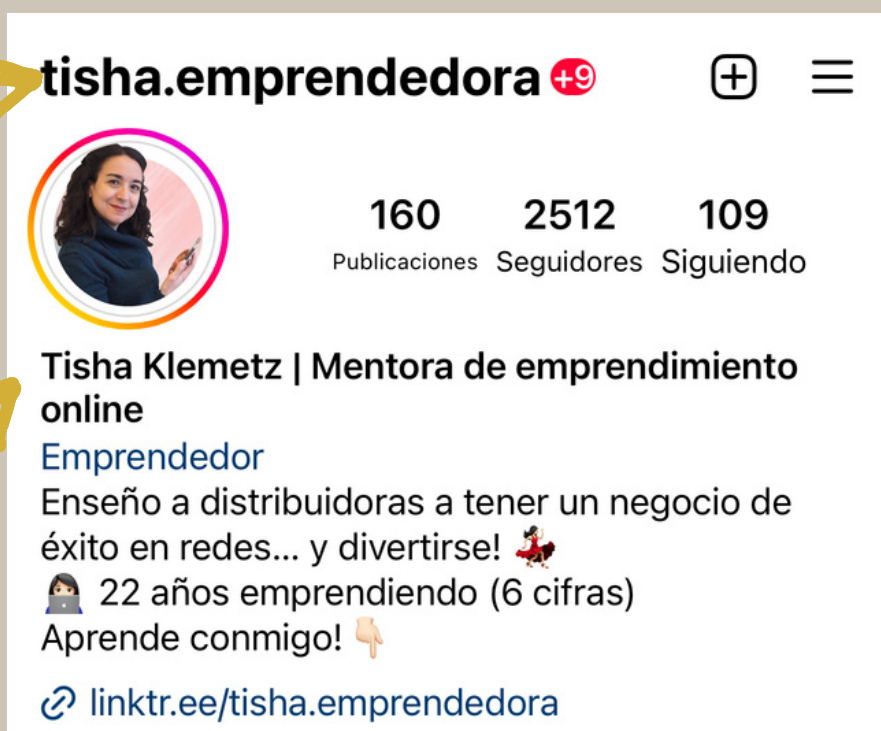 tisha.emprendedora +9
160 2512 109
Publicaciones Seguidores Siguiendo
Tisha Klemetz | Mentora de emprendimiento
online
Emprendedor
Enseño a distribuidoras a tener un negocio de
éxito en redes... y divertirse! 💃🏻
👩🏻‍💻 22 años emprendiendo (6 cifras)
Aprende conmigo! 👇🏻
linktr.ee/tisha.emprendedora